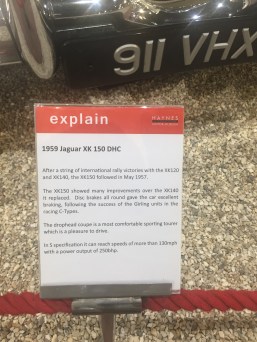 911 VHX
explain
HAYNES
1959 Jaguar XK 150 DHC
After a string of international rally victories with the XK120
and XK140, the XK150 followed in May 1957.
The XK150 showed many improvements over the XK140
it replaced. Disc brakes all round gave the car excellent
braking, following the success of the Girling units in the
racing C-Types.
The drophead coupe is a most comfortable sporting tourer
which is a pleasure to drive.
In S specification it can reach speeds of more than 130mph
with a power output of 250bhp.